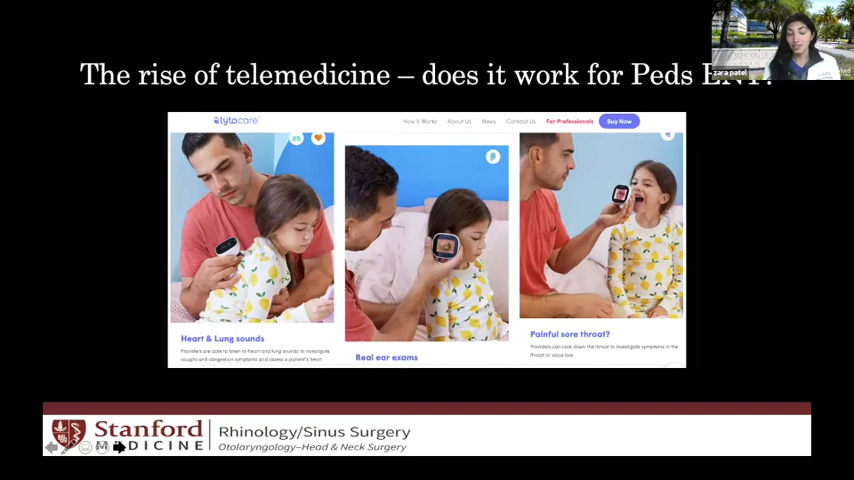 The rise of telemedicine – does it work for Peds ENT?
zara patel
tytocare
How It Works About Us News Contact Us For Professionals Buy Now
Heart & Lung sounds
Providers are able to listen to heart and lung sounds to investigate
cough and congestion symptoms and assess a patient's heart
Real ear exams
Painful sore throat?
Providers can look down the throat to investigate symptoms in the
throat or voice box
Stanford
MEDICINE
Rhinology/Sinus Surgery
Otolaryngology–Head & Neck Surgery